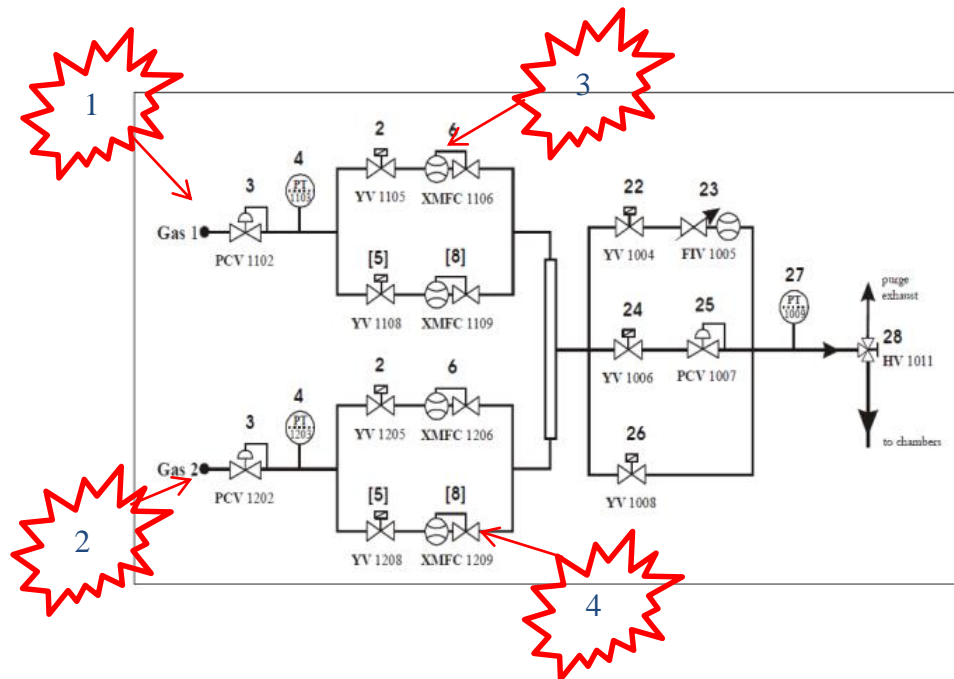 1
3
2
6
4
3
PT
1103
YV 1105
XMFC 1106
22
23
Gas 1
PCV 1102
[5]
[8]
YV 1004
FIV 1005
27
purge
exhaust
YV 1108
XMFC 1109
24
25
PT
1009
28
HV 1011
2
6
YV 1006
PCV 1007
4
3
PT
1203
YV 1205
XMFC 1206
26
to chambers
Gas 2
PCV 1202
[5]
[8]
YV 1008
2
YV 1208
XMFC 1209
4